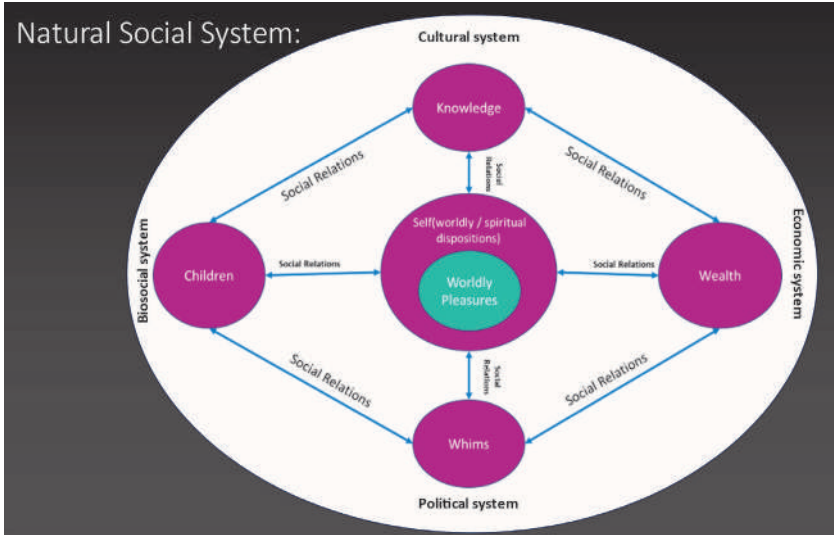 Natural Social System:
Cultural system
Knowledge
Social Relations
Social Relations
Social
Relations
Self(worldly / spiritual
dispositions)
Biosocial system
Children
Social Relations
Worldly
Pleasures
Social Relations
Wealth
Economic system
Social Relations
Social
Relations
Social Relations
Whims
Political system